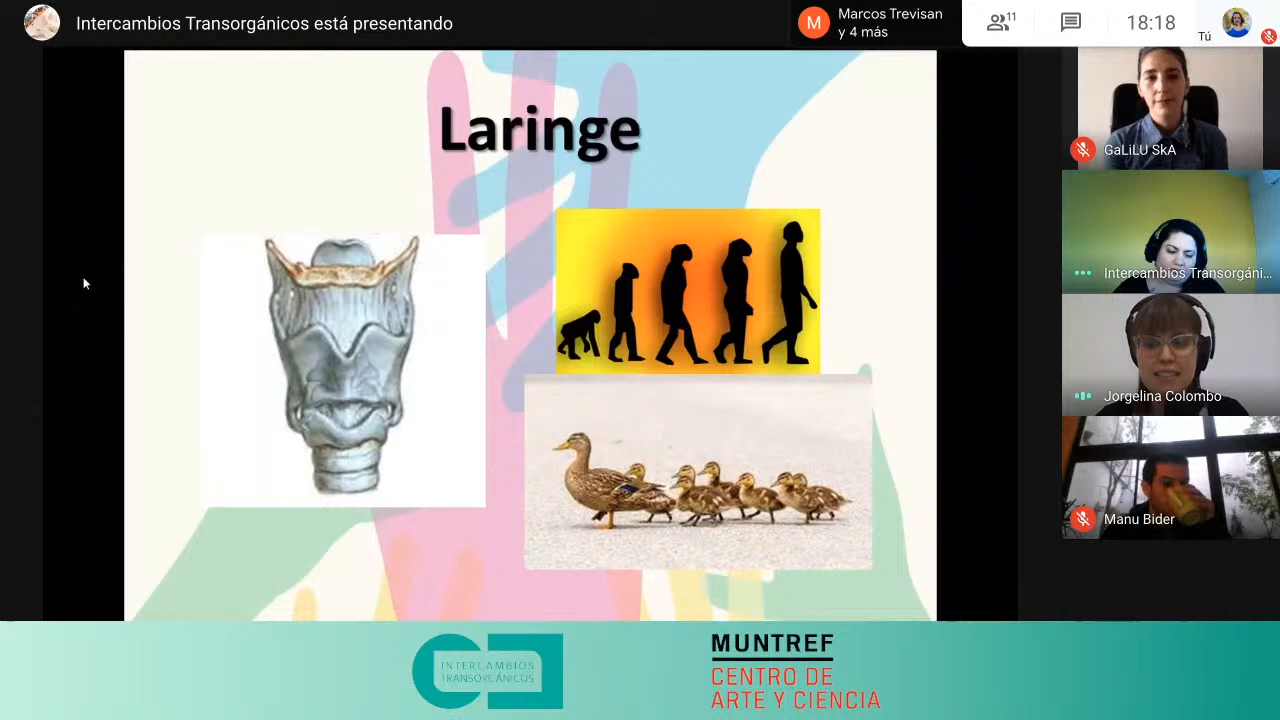 Intercambios Transorgánicos está presentando
M
Marcos Trevisan
y 4 más
11
18:18
Tú
Laringe
GaLiLU SkA
Intercambios Transorgáni...
Jorgelina Colombo
Manu Bider
INTERCAMBIOS
TRANSORGÁNICOS
MUNTREF
CENTRO DE
ARTE Y CIENCIA